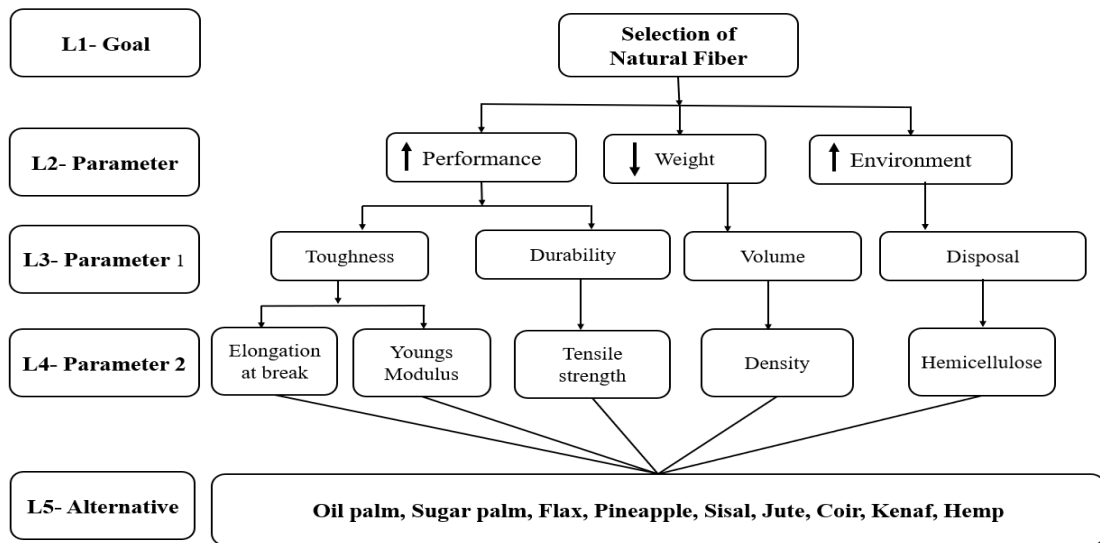 L1- Goal
Selection of
Natural Fiber
L2- Parameter
Performance
Weight
Environment
L3- Parameter 1
Toughness
Durability
Volume
Disposal
L4- Parameter 2
Elongation
at break
Youngs
Modulus
Tensile
strength
Density
Hemicellulose
L5- Alternative
Oil palm, Sugar palm, Flax, Pineapple, Sisal, Jute, Coir, Kenaf, Hemp